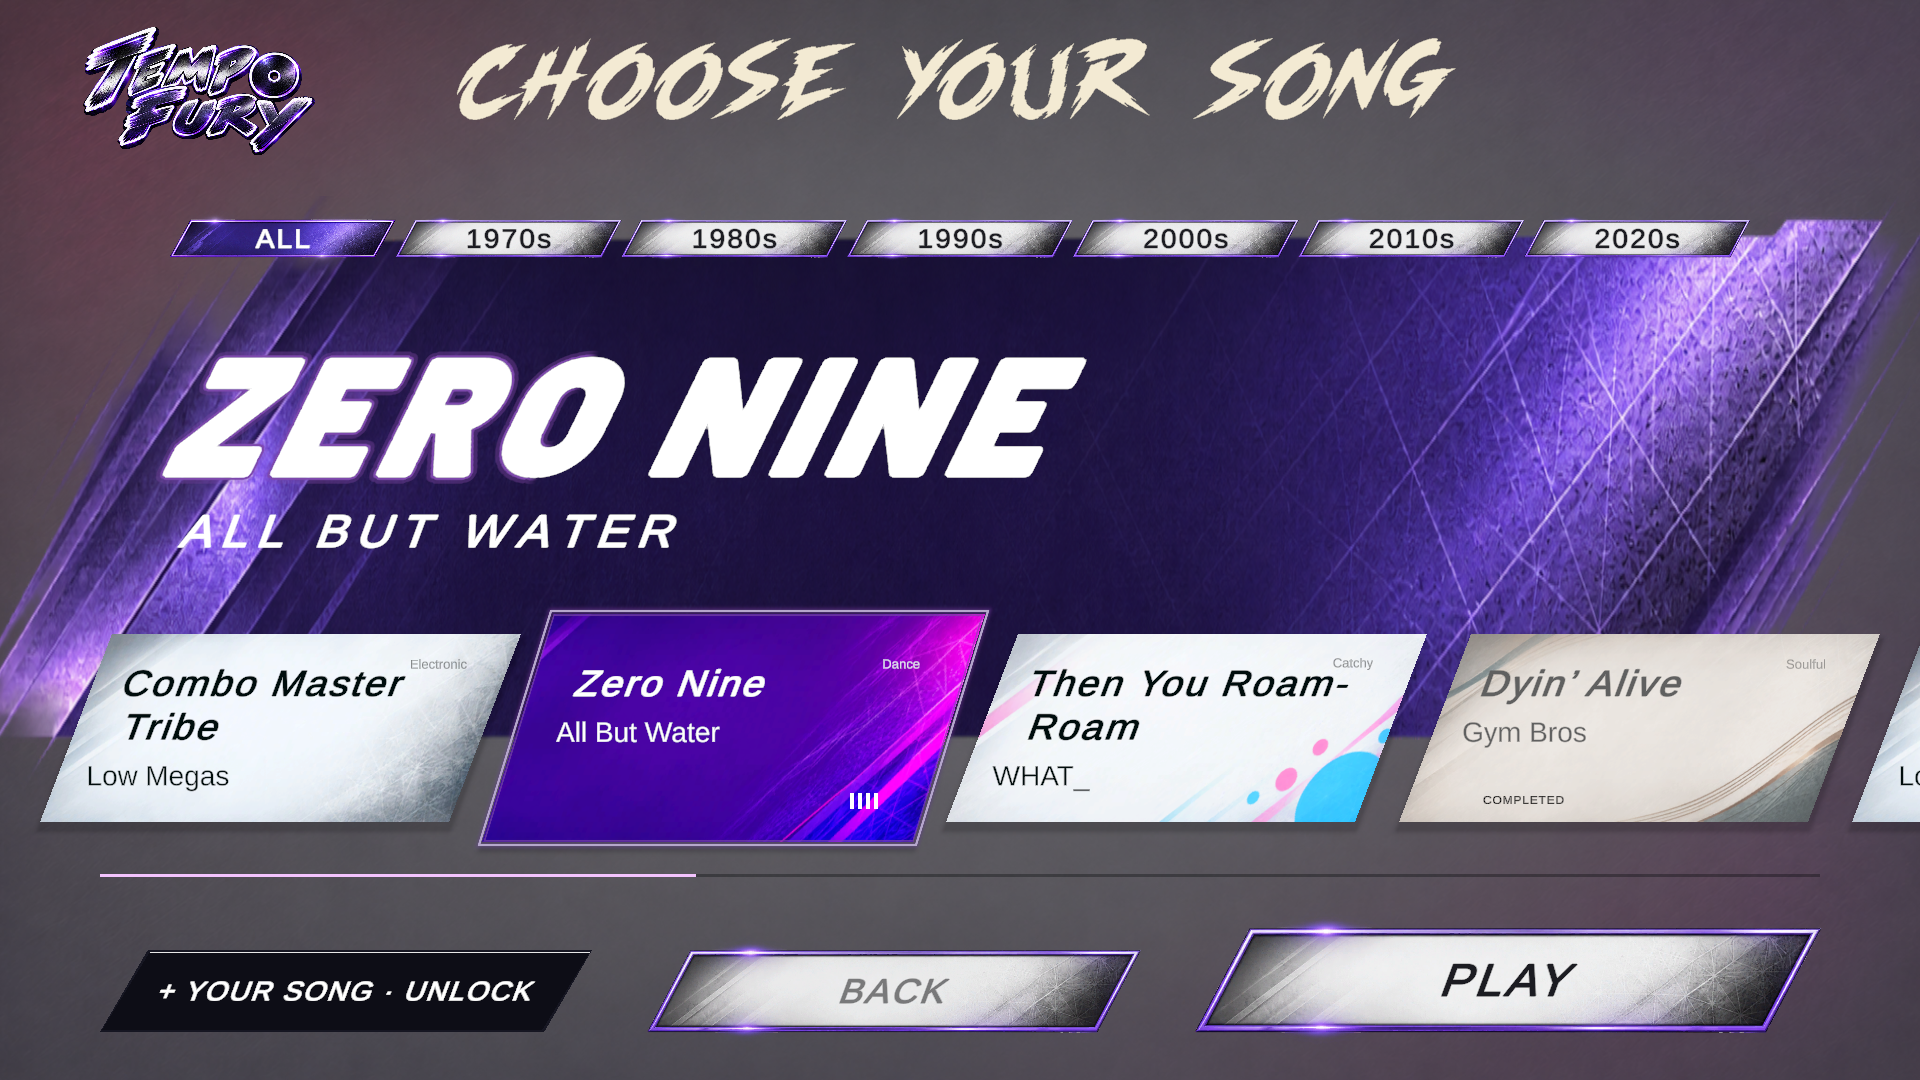 TEMPO
FURY
CHOOSE YOUR SONG
ALL
1970s
1980s
1990s
2000s
2010s
2020s
ZERO NINE
ALL BUT WATER
Electronic
Combo Master
Tribe
Low Megas
Dance
Zero Nine
All But Water
Catchy
Then You Roam-
Roam
WHAT_
Soulful
Dyin’ Alive
Gym Bros
COMPLETED
Lo
+ YOUR SONG · UNLOCK
BACK
PLAY